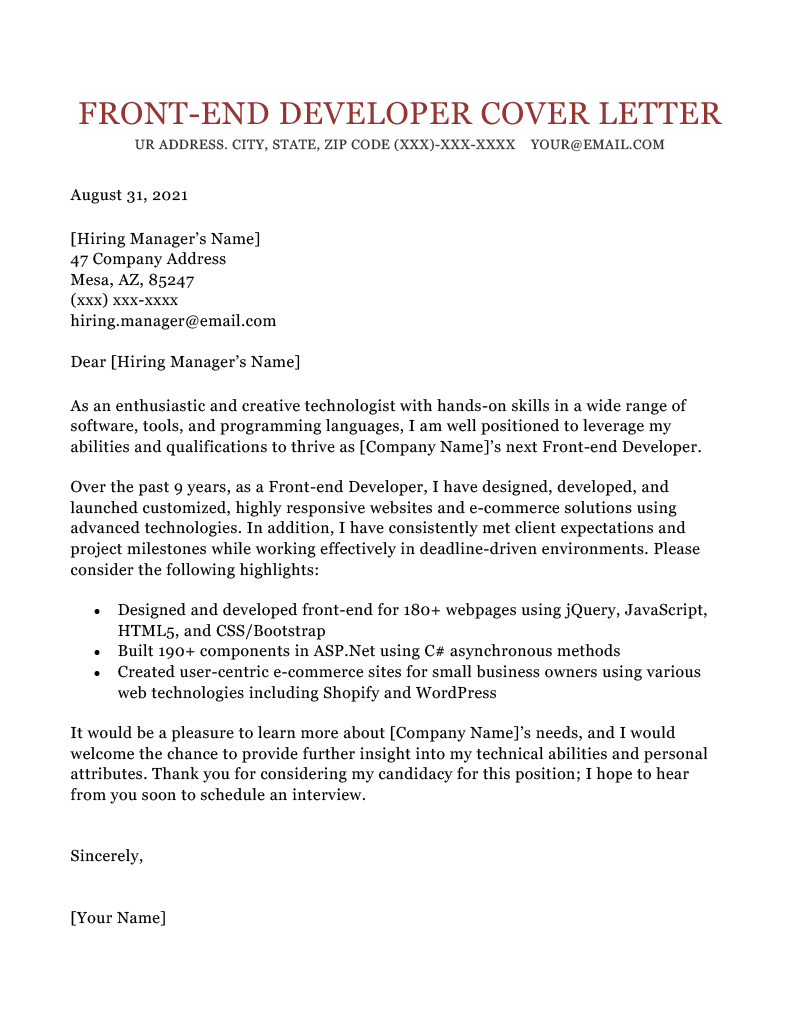 FRONT-END DEVELOPER COVER LETTER
UR ADDRESS. CITY, STATE, ZIP CODE (XXX)-XXX-XXXX YOUR@EMAIL.COM
August 31, 2021
[Hiring Manager’s Name]
47 Company Address
Mesa, AZ, 85247
(xxx) xxx-xxxx
hiring.manager@email.com
Dear [Hiring Manager’s Name]
As an enthusiastic and creative technologist with hands-on skills in a wide range of
software, tools, and programming languages, I am well positioned to leverage my
abilities and qualifications to thrive as [Company Name]’s next Front-end Developer.
Over the past 9 years, as a Front-end Developer, I have designed, developed, and
launched customized, highly responsive websites and e-commerce solutions using
advanced technologies. In addition, I have consistently met client expectations and
project milestones while working effectively in deadline-driven environments. Please
consider the following highlights:
• Designed and developed front-end for 180+ webpages using jQuery, JavaScript,
HTML5, and CSS/Bootstrap
• Built 190+ components in ASP.Net using C# asynchronous methods
• Created user-centric e-commerce sites for small business owners using various
web technologies including Shopify and WordPress
It would be a pleasure to learn more about [Company Name]’s needs, and I would
welcome the chance to provide further insight into my technical abilities and personal
attributes. Thank you for considering my candidacy for this position; I hope to hear
from you soon to schedule an interview.
Sincerely,
[Your Name]